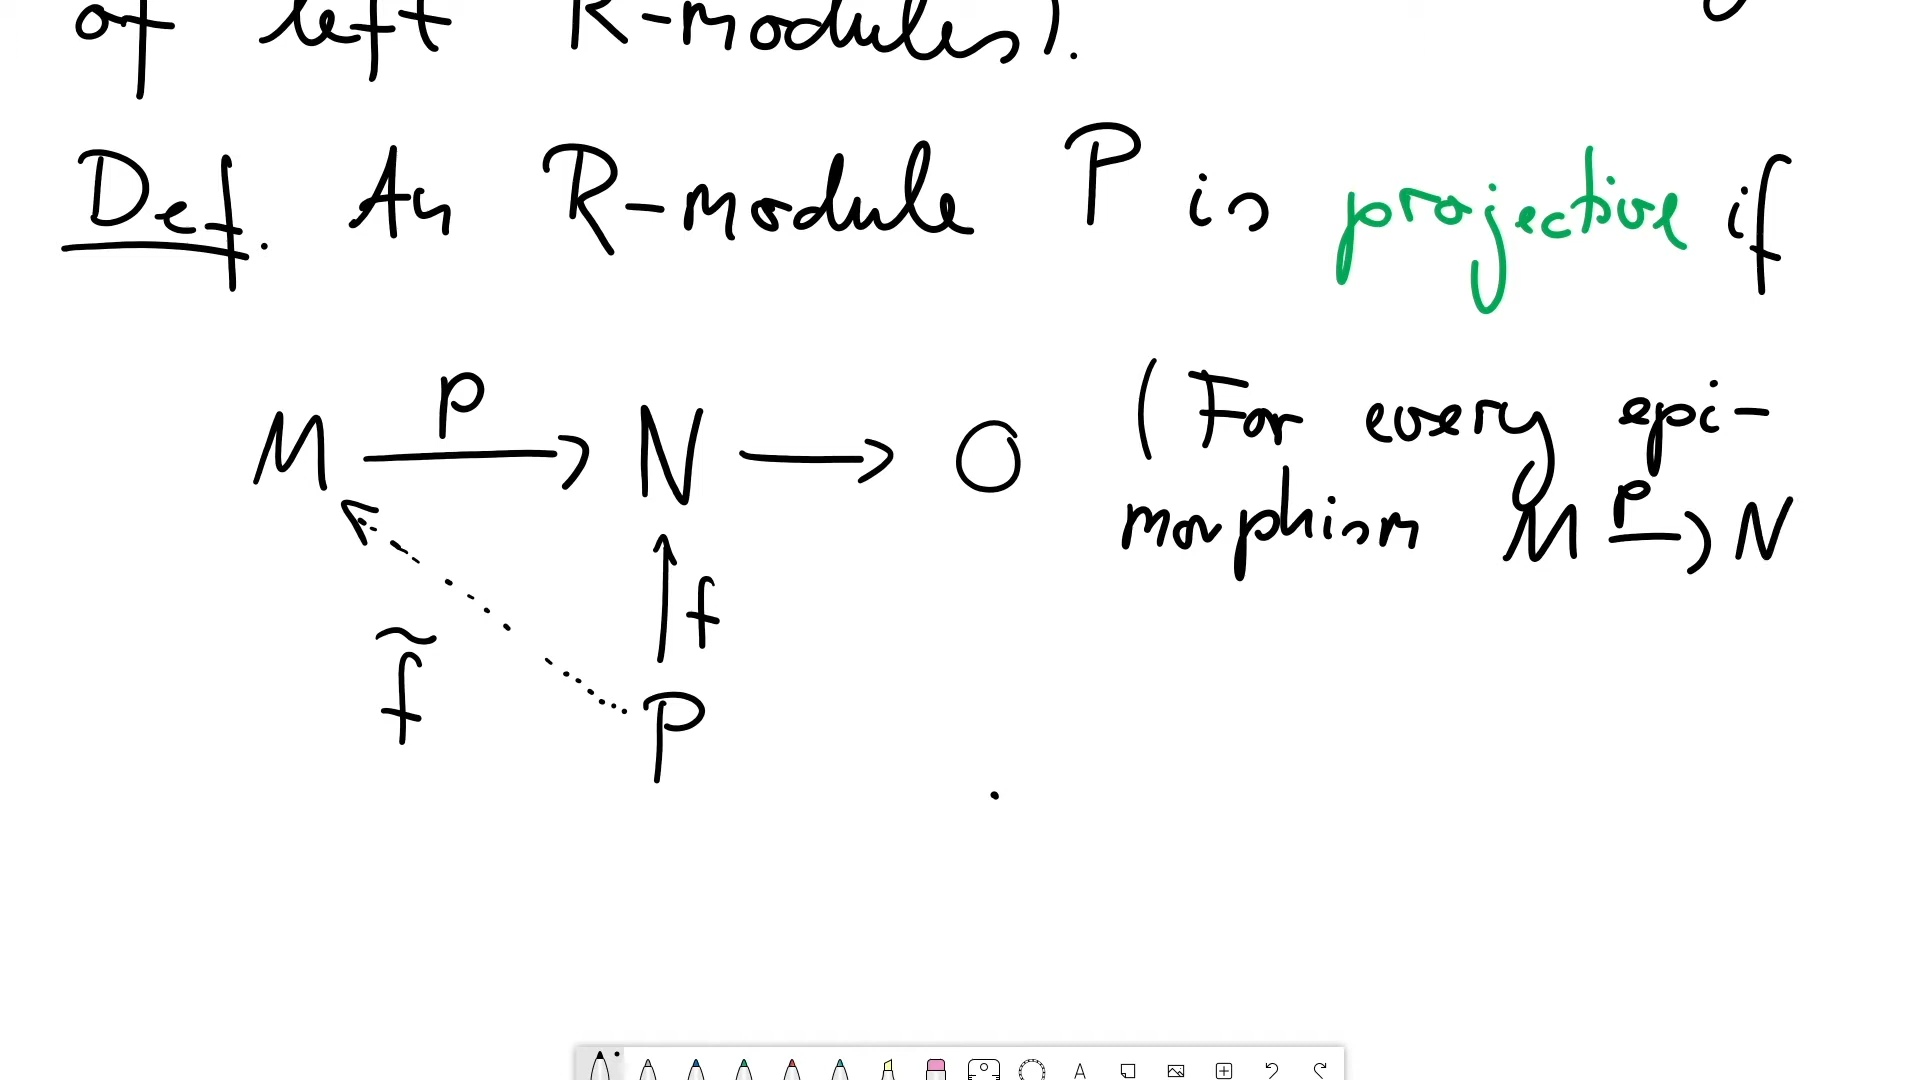 of left R-modules).
Def. An R-module P is projective if
M p→ N → 0 (For every epi-
morphism M p→ N
f
f̃
P